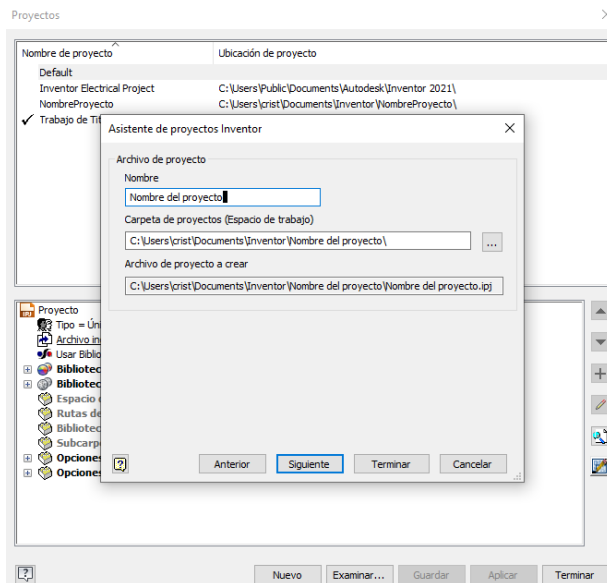 Proyectos
Nombre de proyecto Ubicación de proyecto
Default
Inventor Electrical Project C:\Users\Public\Documents\Autodesk\Inventor 2021\
NombreProyecto C:\Users\crist\Documents\Inventor\NombreProyecto\
Trabajo de Tit
Asistente de proyectos Inventor
Archivo de proyecto
Nombre
Nombre del proyecto
Carpeta de proyectos (Espacio de trabajo)
C:\Users\crist\Documents\Inventor\Nombre del proyecto\
...
Archivo de proyecto a crear
C:\Users\crist\Documents\Inventor\Nombre del proyecto\Nombre del proyecto.ipj
Proyecto
Tipo = Úni
Archivo in
Usar Biblio
Bibliotec
Bibliotec
Espacio
Rutas de
Bibliotec
Subcarp
Opciones
Opciones
Anterior Siguiente Terminar Cancelar
Nuevo Examinar... Guardar Aplicar Terminar